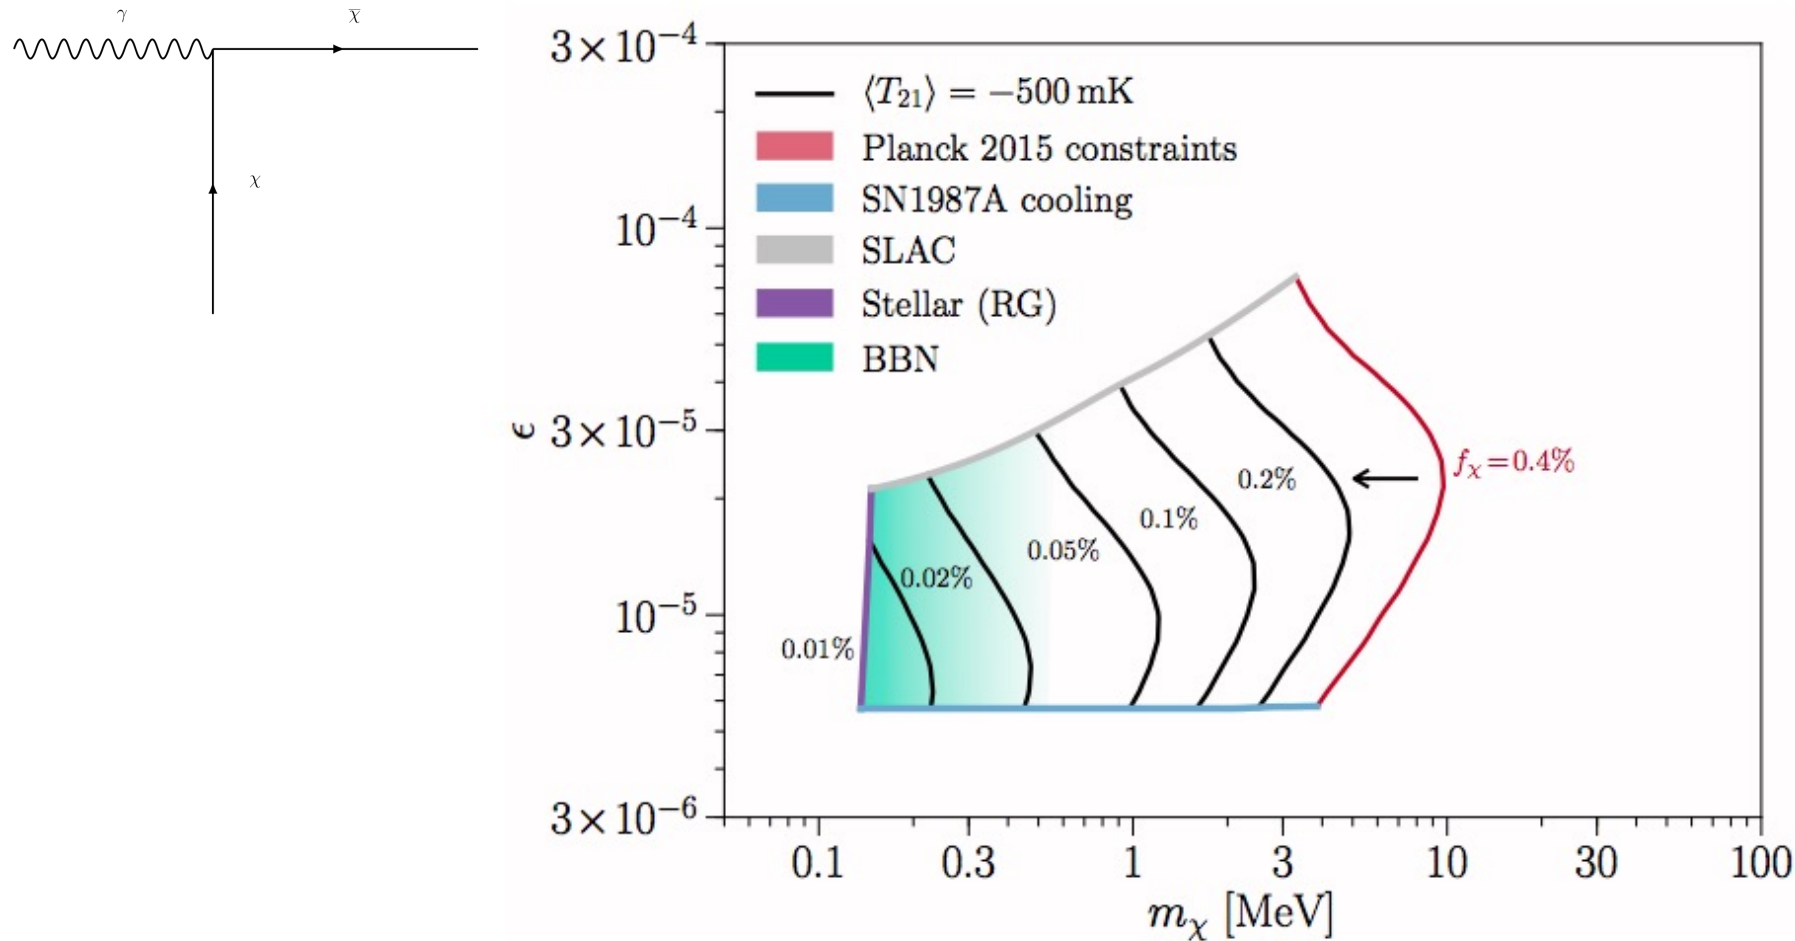 γ
χ̅
χ
3×10⁻⁴
10⁻⁴
3×10⁻⁵
10⁻⁵
3×10⁻⁶
ϵ
⟨T₂₁⟩ = −500 mK
Planck 2015 constraints
SN1987A cooling
SLAC
Stellar (RG)
BBN
fχ=0.4%
0.2%
0.1%
0.05%
0.02%
0.01%
0.1 0.3 1 3 10 30 100
mχ [MeV]